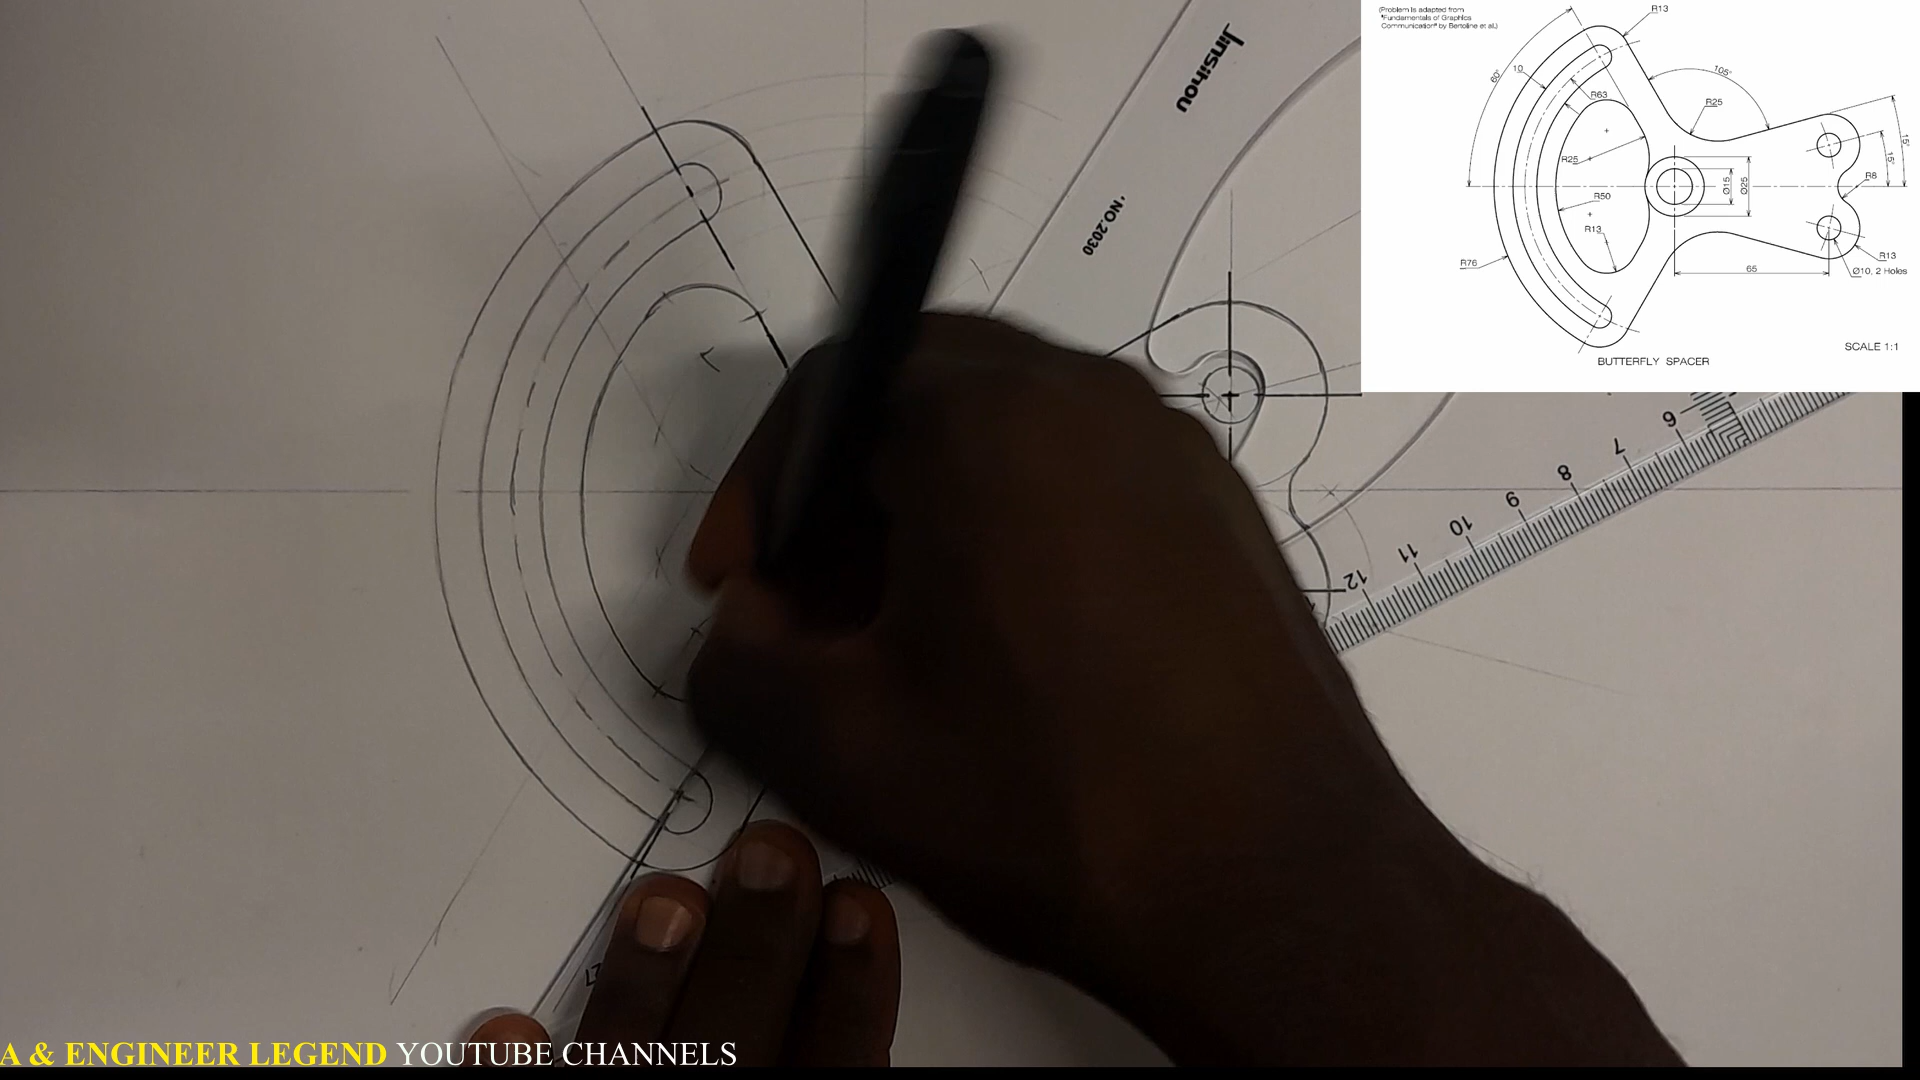 (Problem is adapted from
"Fundamentals of Graphics
Communication" by Bertoline et al.)
R13
60°
10
105°
R63
R25
R25
15°
15°
R8
Ø15
Ø25
R50
R13
R76
65
R13
Ø10, 2 Holes
SCALE 1:1
BUTTERFLY SPACER
Jinsihou
NO.2030
6
7
8
9
10
11
12
27
A & ENGINEER LEGEND YOUTUBE CHANNELS